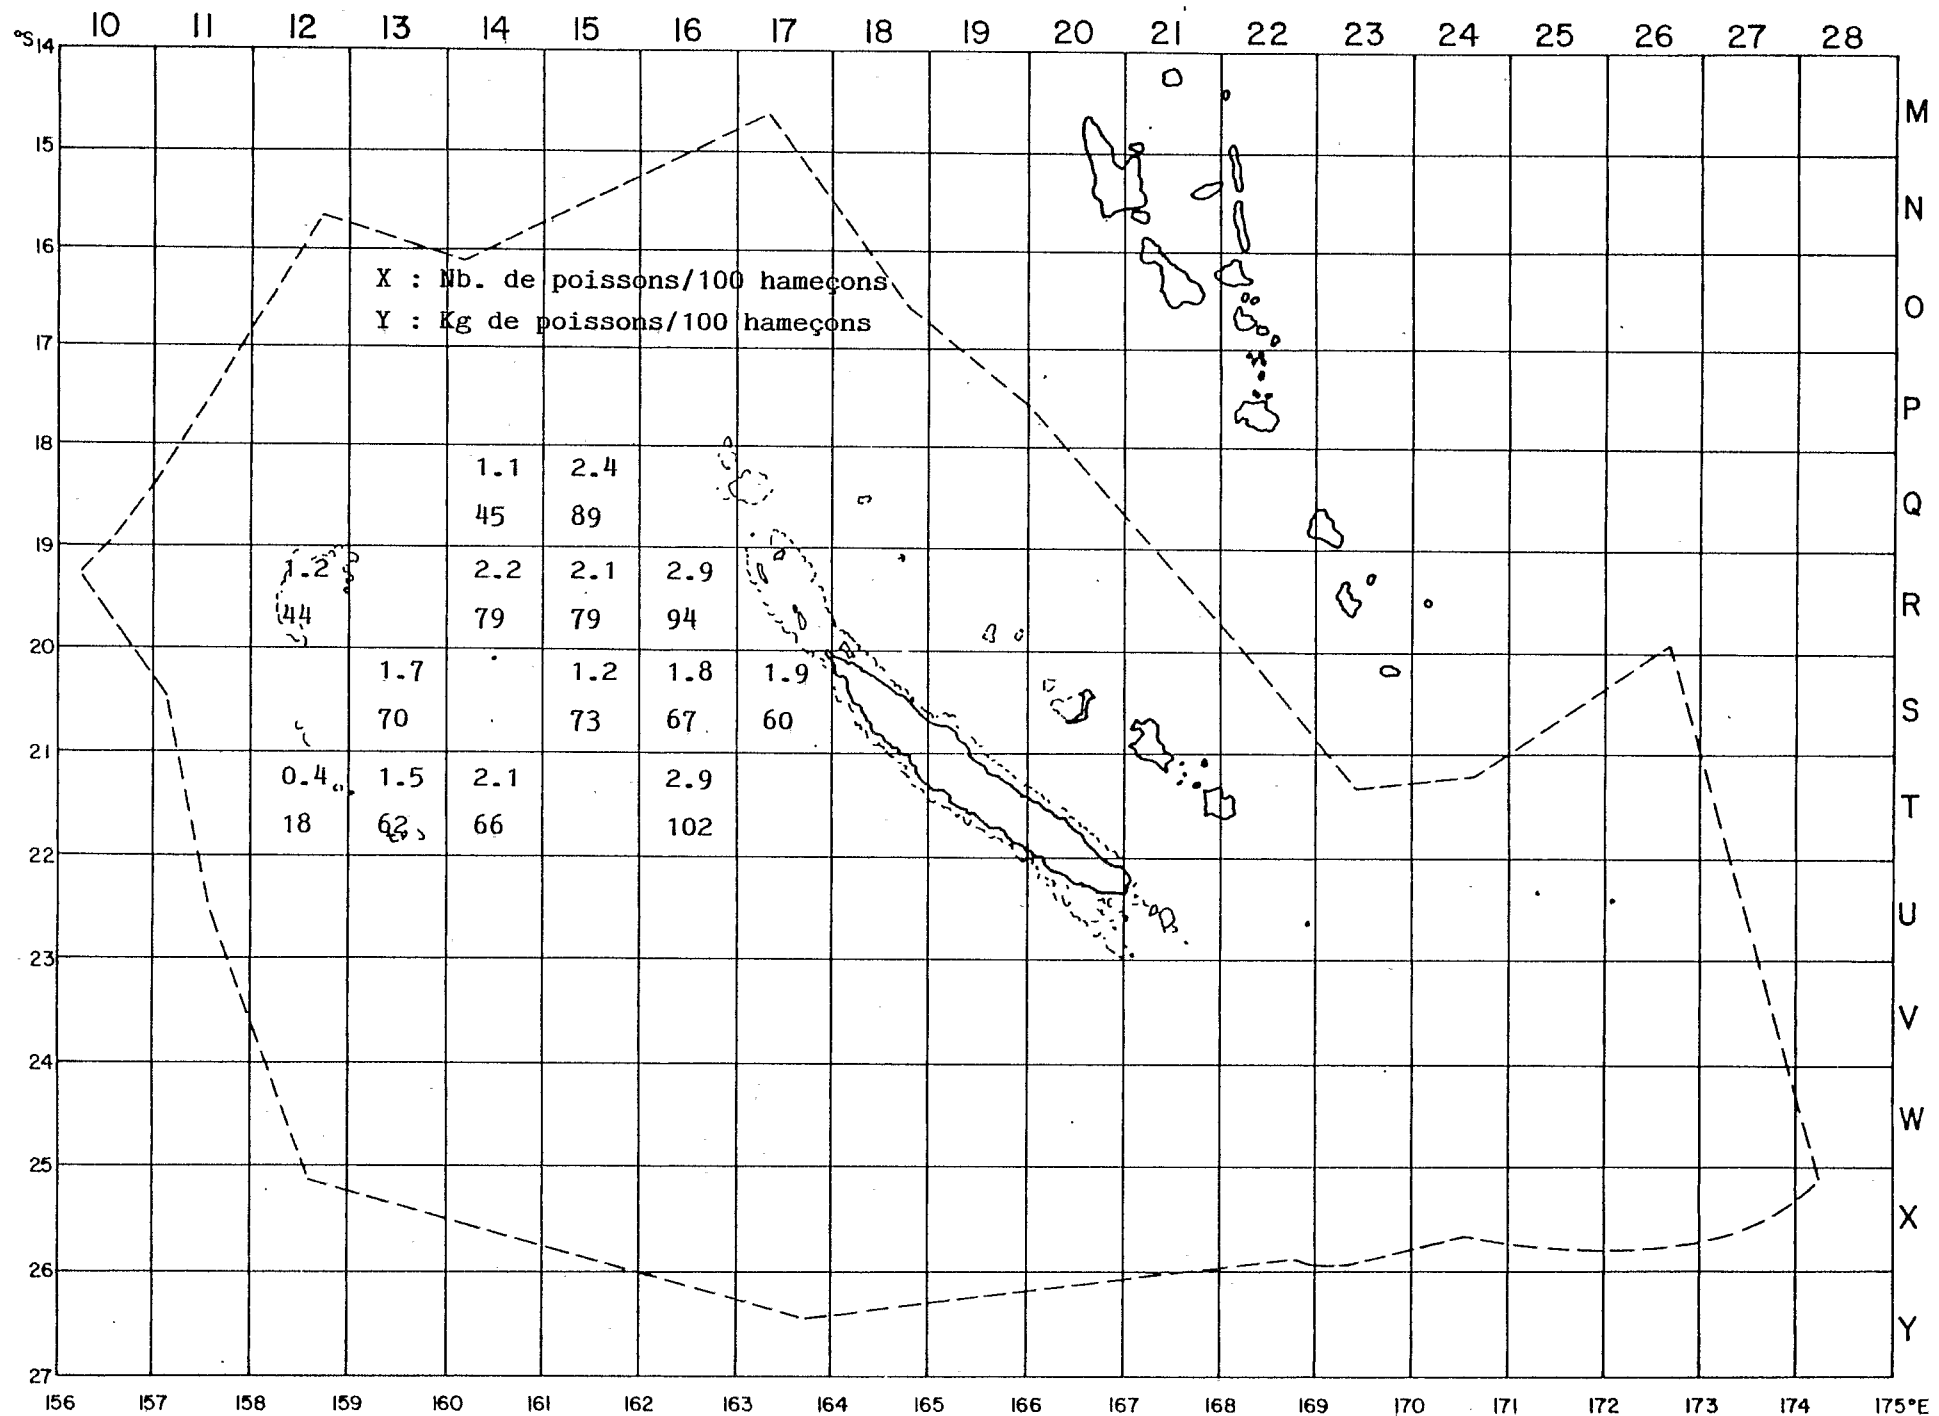 10 11 12 13 14 15 16 17 18 19 20 21 22 23 24 25 26 27 28
°S 14
M
15
N
16
X : Nb. de poissons/100 hameçons
O
Y : Kg de poissons/100 hameçons
17
P
18
1.1 2.4
Q
45 89
19
1.2 2.2 2.1 2.9
R
44 79 79 94
20
1.7 1.2 1.8 1.9
S
70 73 67 60
21
0.4 1.5 2.1 2.9
T
18 62 66 102
22
U
23
V
24
W
25
X
26
Y
27
156 157 158 159 160 161 162 163 164 165 166 167 168 169 170 171 172 173 174 175°E